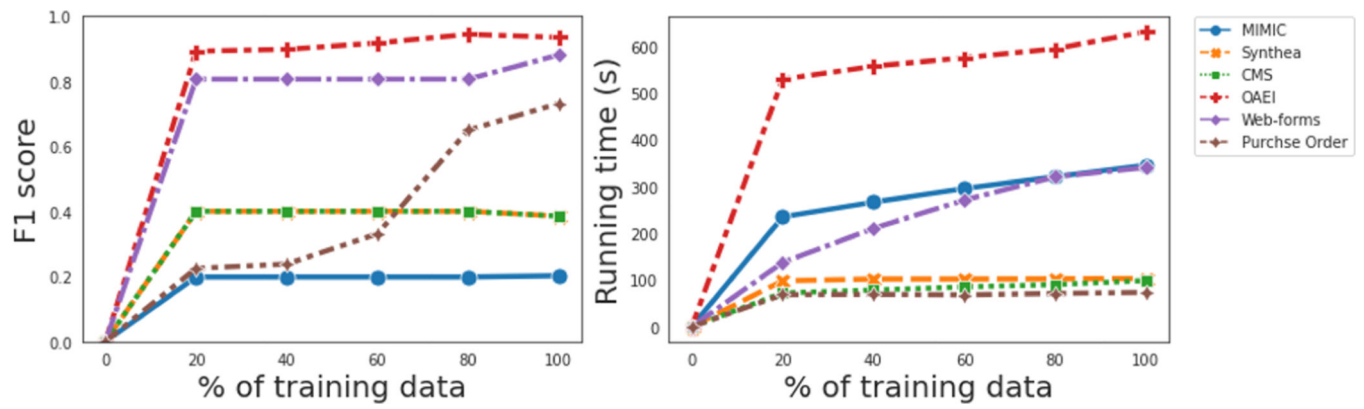 F1 score
1.0
0.8
0.6
0.4
0.2
0.0
0 20 40 60 80 100
% of training data
Running time (s)
600
500
400
300
200
100
0
0 20 40 60 80 100
% of training data
MIMIC
Synthea
CMS
OAEI
Web-forms
Purchse Order